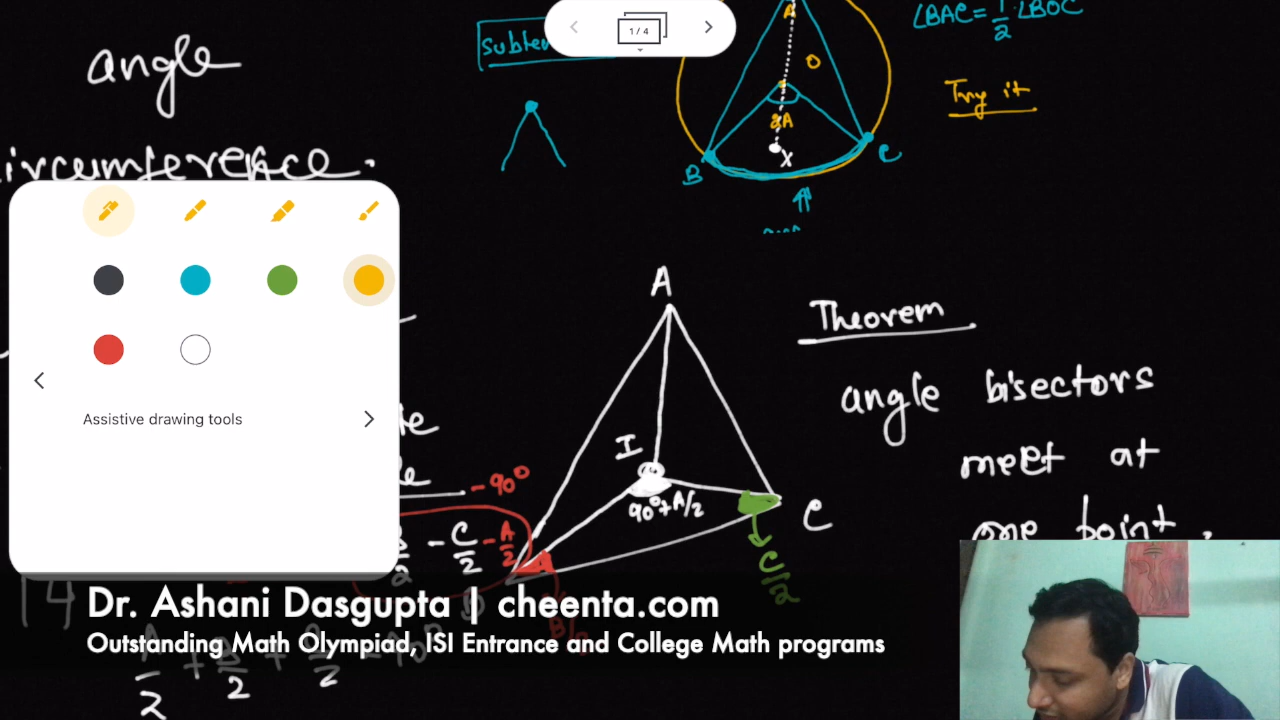 angle
circumference.
1 / 4
A
O
2A
X
B
C
∠BAC = 1/2 ∠BOC
Try it
Assistive drawing tools
A
I
90° + A/2
C
C/2
- 90°
- C/2 - A/2
Theorem
angle bisectors
meet at
one point.
Dr. Ashani Dasgupta | cheenta.com
Outstanding Math Olympiad, ISI Entrance and College Math programs